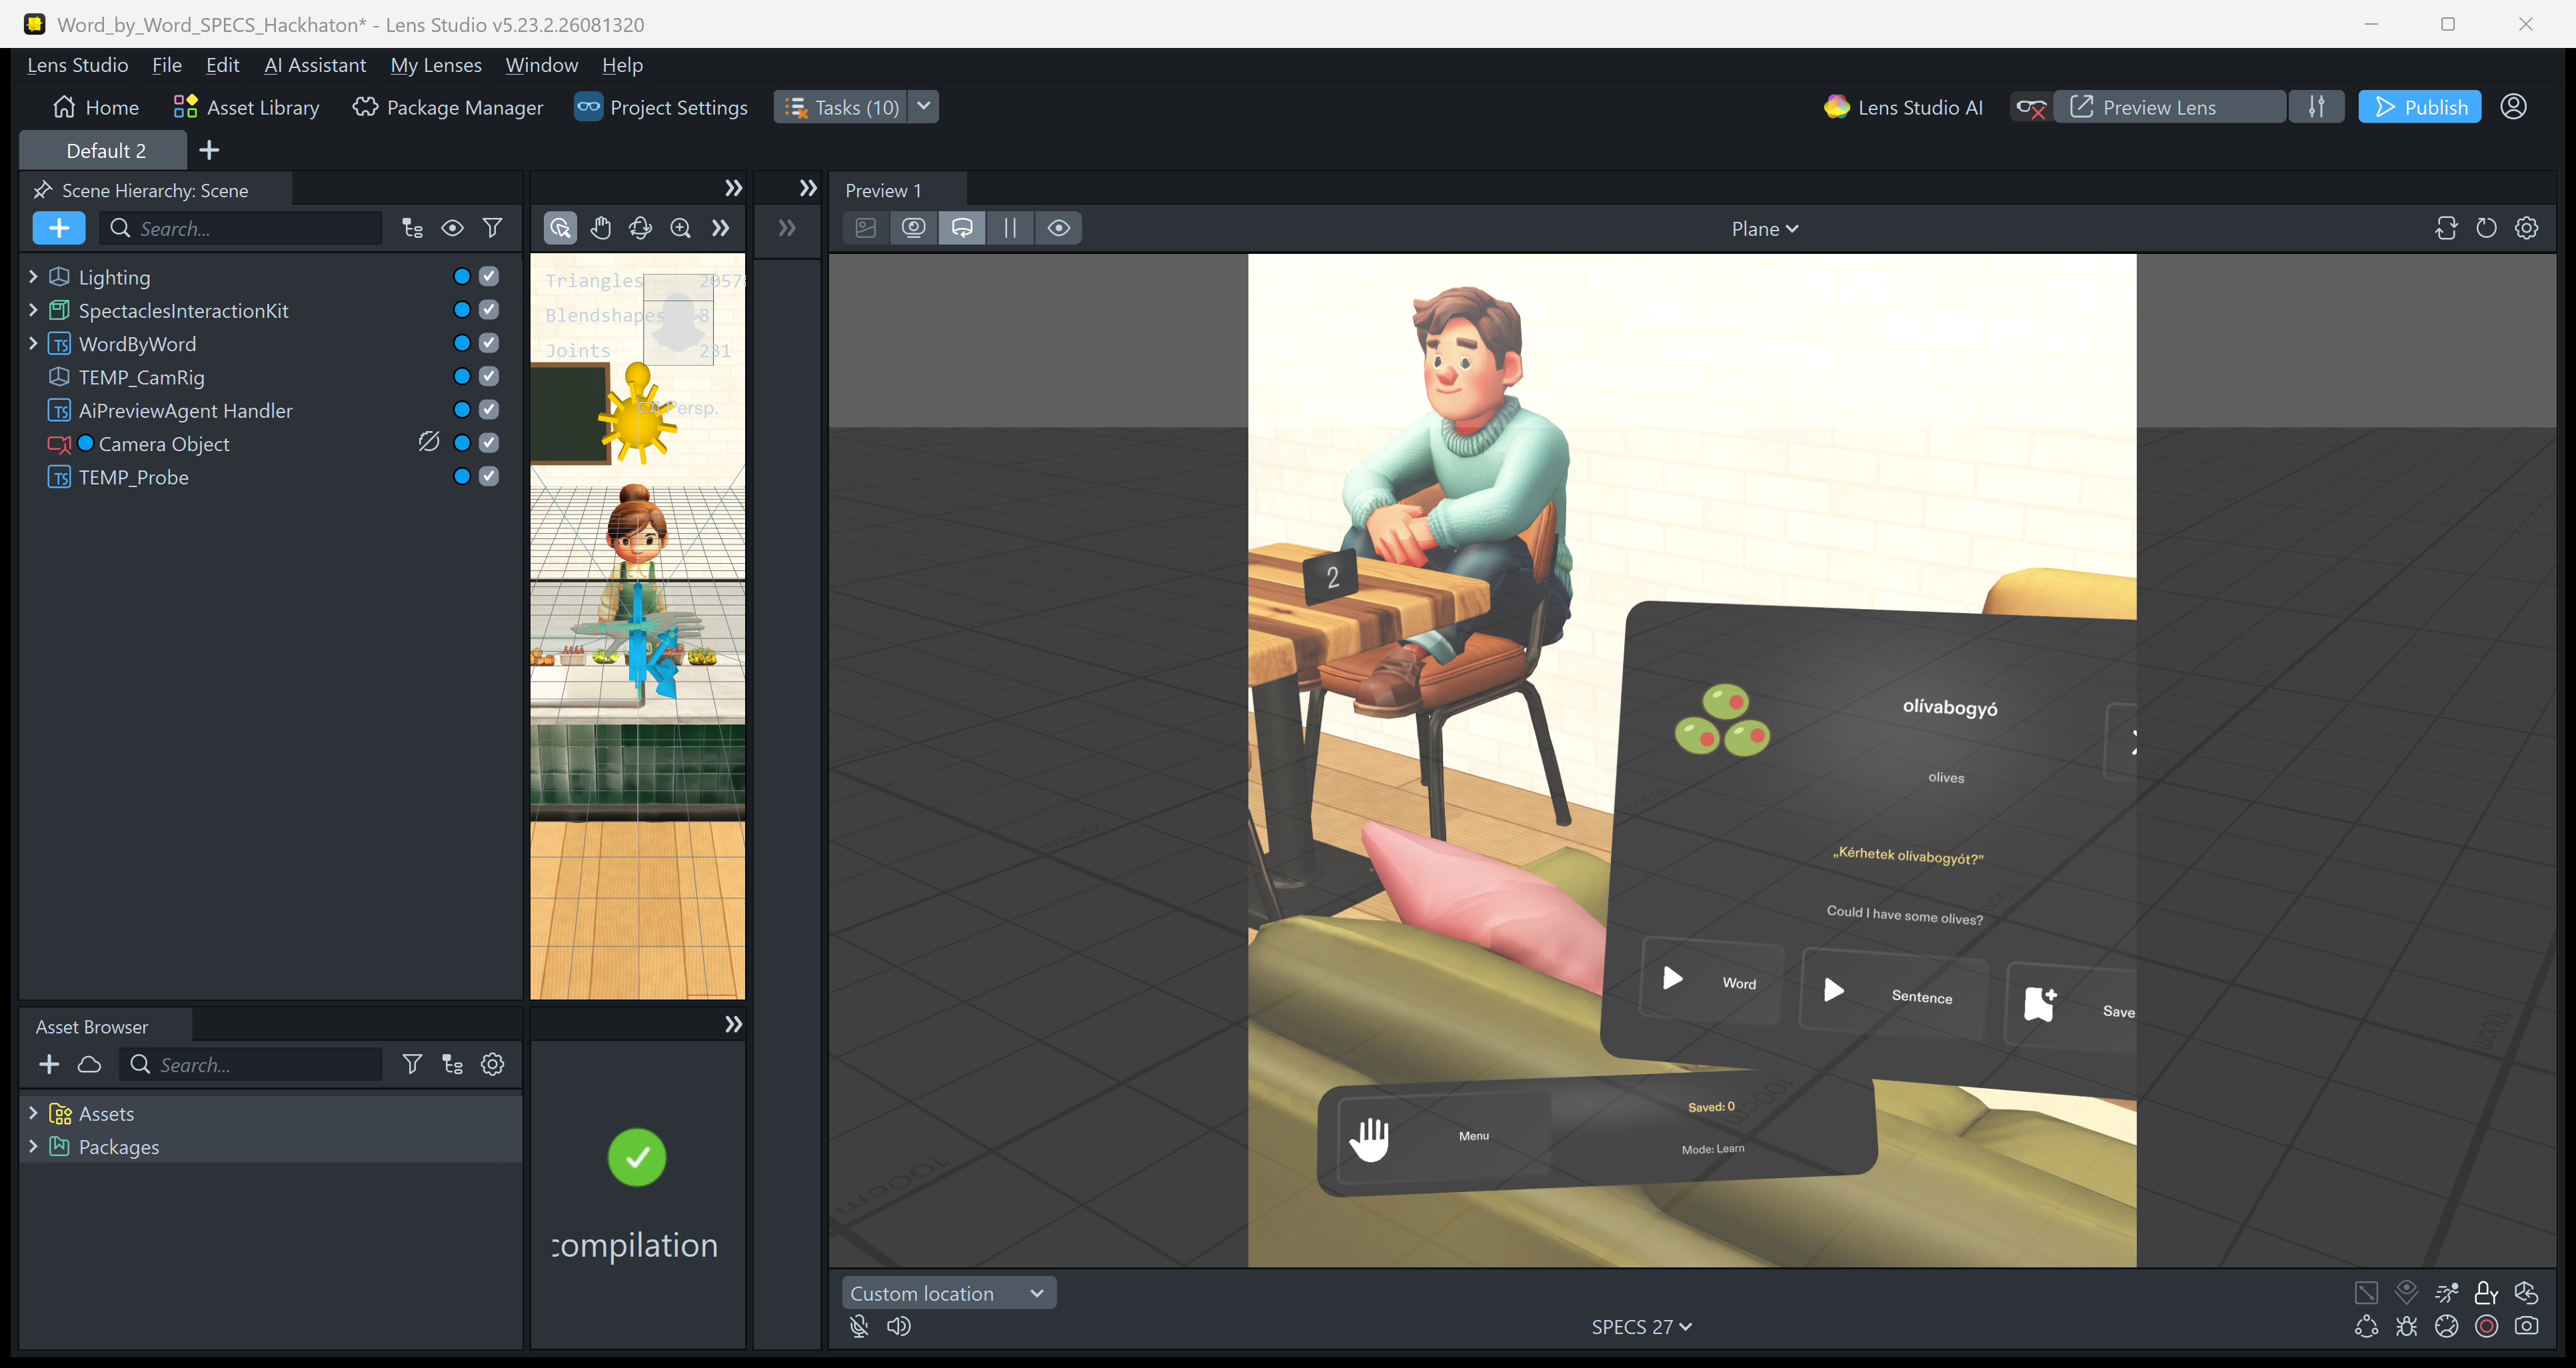 Word_by_Word_SPECS_Hackhaton* - Lens Studio v5.23.2.26081320
Lens Studio File Edit AI Assistant My Lenses Window Help
Home Asset Library Package Manager Project Settings Tasks (10) Lens Studio AI Preview Lens Publish
Default 2
Scene Hierarchy: Scene
Preview 1
Search...
Plane
Lighting
SpectaclesInteractionKit
WordByWord
TEMP_CamRig
AiPreviewAgent Handler
Camera Object
TEMP_Probe
Triangles
Blendshapes 8
Joints 231
Persp.
2
olívabogyó
olives
„Kérhetek olívabogyót?”
Could I have some olives?
Word Sentence Save
Saved: 0
Menu
Mode: Learn
100cm
Asset Browser
Search...
Assets
Packages
compilation
Custom location
SPECS 27